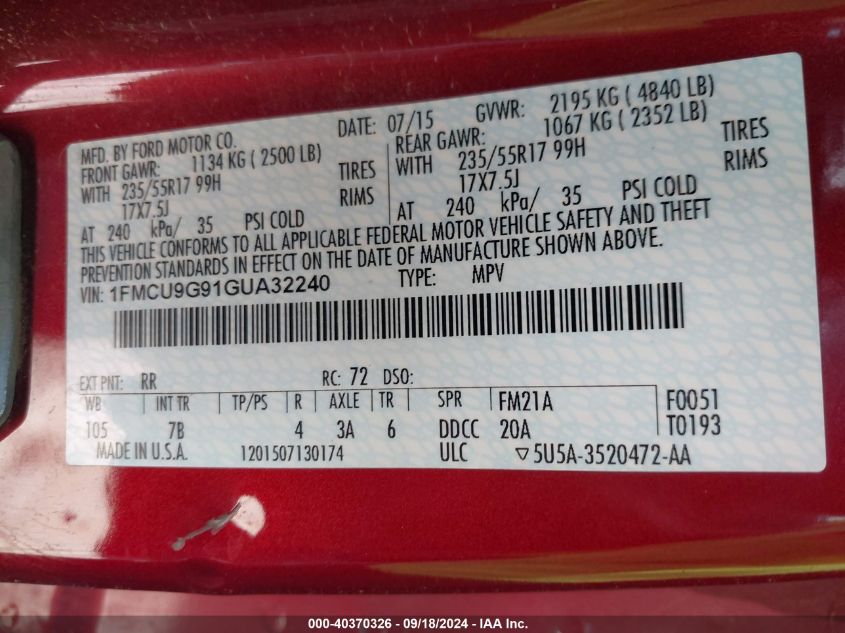 MFD. BY FORD MOTOR CO.
DATE: 07/15
GVWR: 2195 KG ( 4840 LB)
FRONT GAWR: 1134 KG ( 2500 LB)
REAR GAWR: 1067 KG ( 2352 LB)
WITH 235/55R17 99H TIRES
WITH 235/55R17 99H TIRES
17X7.5J RIMS
17X7.5J RIMS
AT 240 kPa/ 35 PSI COLD
AT 240 kPa/ 35 PSI COLD
THIS VEHICLE CONFORMS TO ALL APPLICABLE FEDERAL MOTOR VEHICLE SAFETY AND THEFT
PREVENTION STANDARDS IN EFFECT ON THE DATE OF MANUFACTURE SHOWN ABOVE.
VIN: 1FMCU9G91GUA32240 TYPE: MPV
EXT PNT: RR RC: 72 DSO:
WB INT TR TP/PS R AXLE TR SPR FM21A F0051
105 7B 4 3A 6 DDCC 20A T0193
MADE IN U.S.A. 1201507130174 ULC ▽5U5A-3520472-AA
000-40370326 - 09/18/2024 - IAA Inc.